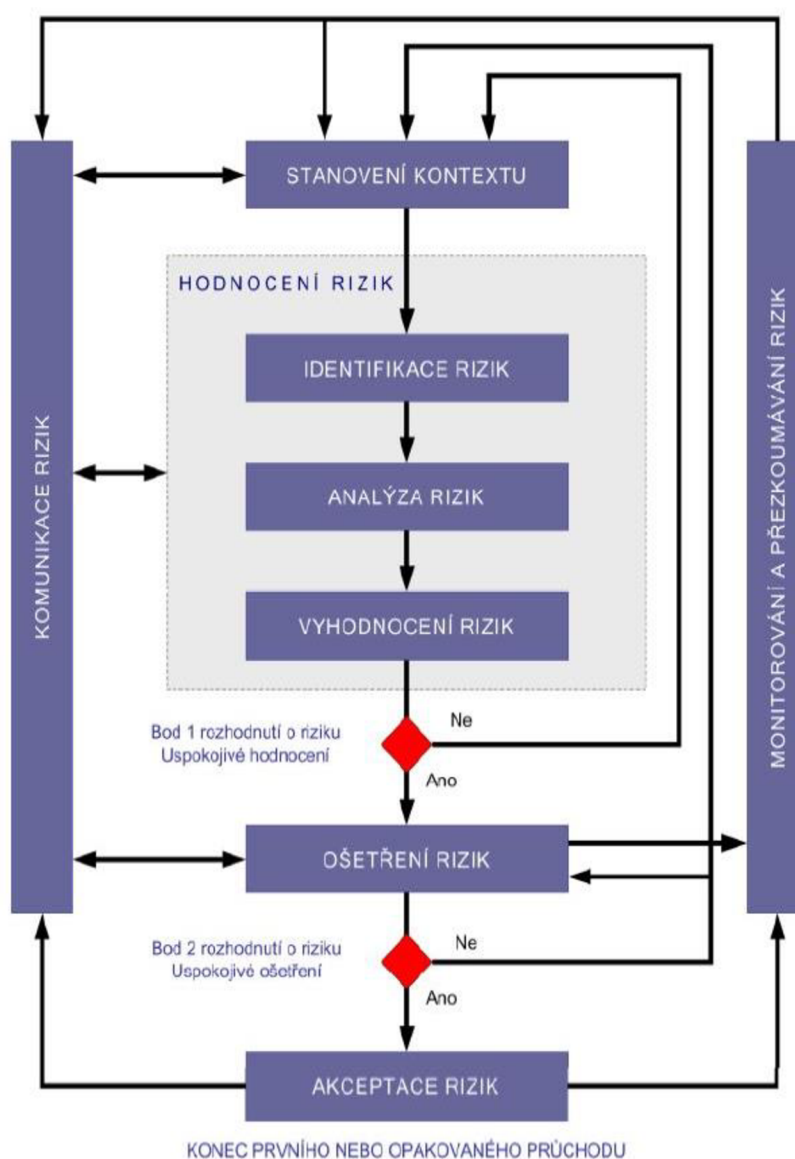 STANOVENÍ KONTEXTU
HODNOCENÍ RIZIK
IDENTIFIKACE RIZIK
ANALÝZA RIZIK
VYHODNOCENÍ RIZIK
KOMUNIKACE RIZIK
MONITOROVÁNÍ A PŘEZKOUMÁVÁNÍ RIZIK
Bod 1 rozhodnutí o riziku
Uspokojivé hodnocení
Ne
Ano
OŠETŘENÍ RIZIK
Bod 2 rozhodnutí o riziku
Uspokojivé ošetření
Ne
Ano
AKCEPTACE RIZIK
KONEC PRVNÍHO NEBO OPAKOVANÉHO PRŮCHODU